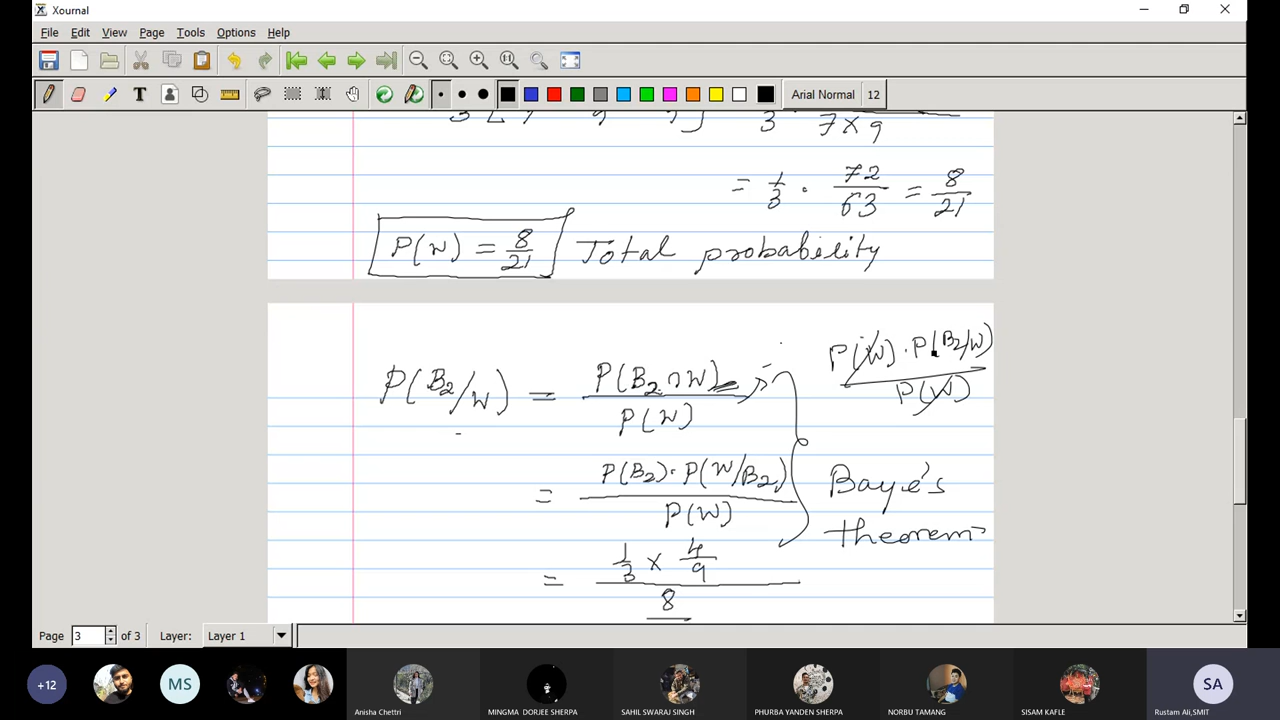 Xournal
File Edit View Page Tools Options Help
Arial Normal 12
7 × 9
= 1/3 · 72/63 = 8/21
P(W) = 8/21 Total probability
P(B2/W) = P(B2∩W)/P(W)
P(W) · P(B2/W)/P(W)
= P(B2) · P(W/B2)/P(W)
Baye's
theorem
= 1/3 × 4/9
8
Page 3 of 3 Layer: Layer 1
+12 MS SA
Anisha Chettri MINGMA DORJEE SHERPA SAHIL SWARAJ SINGH PHURBA YANDEN SHERPA NORBU TAMANG SISAM KAFLE Rustam Ali,SMIT